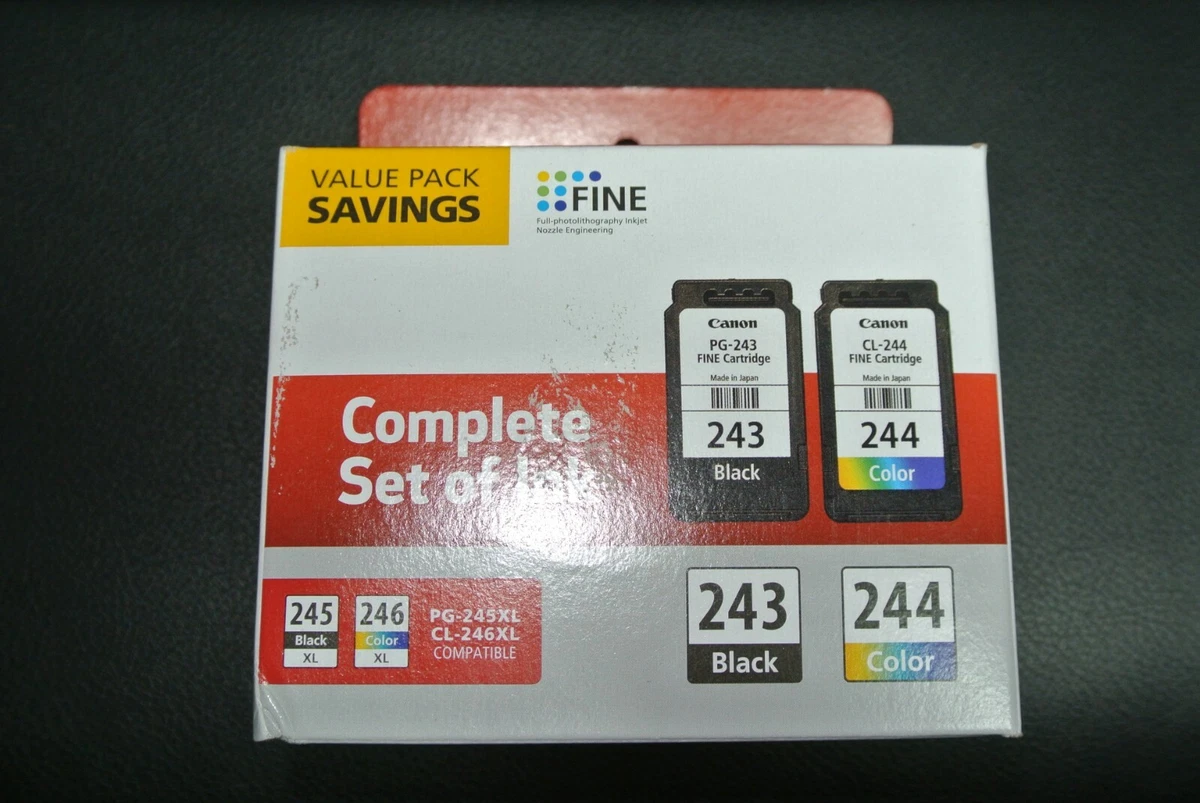 VALUE PACK
SAVINGS
FINE
Full-photolithography Inkjet
Nozzle Engineering
Canon
PG-243
FINE Cartridge
Made in Japan
243
Black
Canon
CL-244
FINE Cartridge
Made in Japan
244
Color
Complete
Set of Ink
245
Black
XL
246
Color
XL
PG-245XL
CL-246XL
COMPATIBLE
243
Black
244
Color